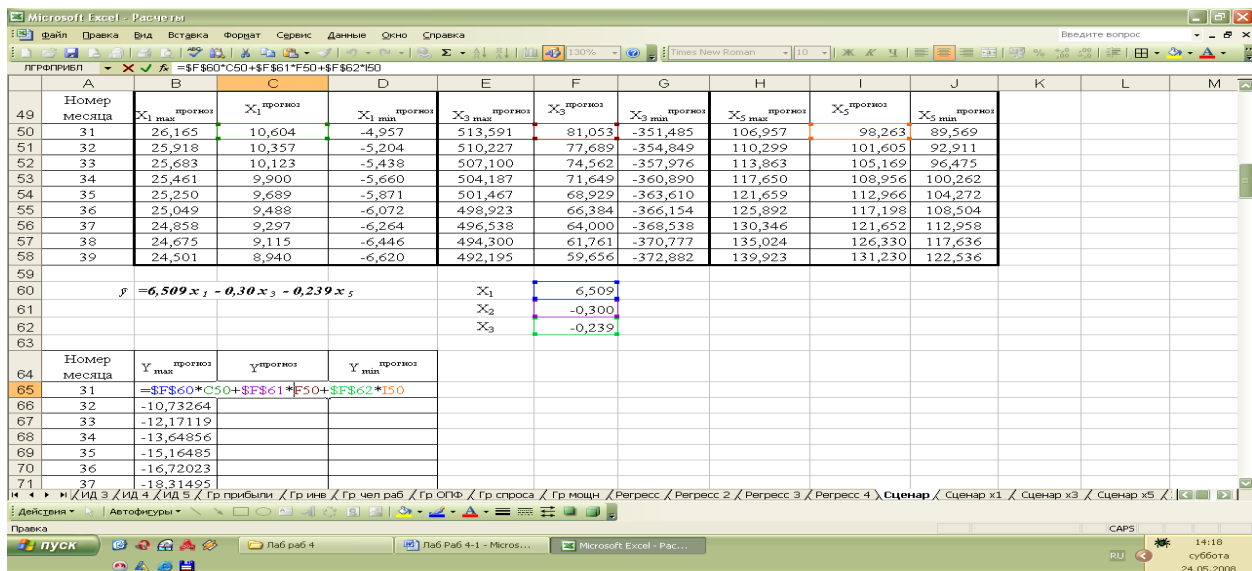 Microsoft Excel - Расчеты
Файл Правка Вид Вставка Формат Сервис Данные Окно Справка Введите вопрос
130% Times New Roman 10 Ж К Ч
ПГРФПРИБЛ =$F$60*C50+$F$61*F50+$F$62*I50
A B C D E F G H I J K L M
49 Номер месяца X1 max прогноз X1 прогноз X1 min прогноз X3 max прогноз X3 прогноз X3 min прогноз X5 max прогноз X5 прогноз X5 min прогноз
50 31 26,165 10,604 -4,957 513,591 81,053 -351,485 106,957 98,263 89,569
51 32 25,918 10,357 -5,204 510,227 77,689 -354,849 110,299 101,605 92,911
52 33 25,683 10,123 -5,438 507,100 74,562 -357,976 113,863 105,169 96,475
53 34 25,461 9,900 -5,660 504,187 71,649 -360,890 117,650 108,956 100,262
54 35 25,250 9,689 -5,871 501,467 68,929 -363,610 121,659 112,966 104,272
55 36 25,049 9,488 -6,072 498,923 66,384 -366,154 125,892 117,198 108,504
56 37 24,858 9,297 -6,264 496,538 64,000 -368,538 130,346 121,652 112,958
57 38 24,675 9,115 -6,446 494,300 61,761 -370,777 135,024 126,330 117,636
58 39 24,501 8,940 -6,620 492,195 59,656 -372,882 139,923 131,230 122,536
59
60 ŷ =6,509 x 1 - 0,30 x 3 - 0,239 x 5 X1 6,509
61 X2 -0,300
62 X3 -0,239
63
64 Номер месяца Y max прогноз Y прогноз Y min прогноз
65 31 =$F$60*C50+$F$61*F50+$F$62*I50
66 32 -10,73264
67 33 -12,17119
68 34 -13,64856
69 35 -15,16485
70 36 -16,72023
71 37 -18,31495
ИД 3 / ИД 4 / ИД 5 / Гр прибыли / Гр инв / Гр чел раб / Гр ОПФ / Гр спроса / Гр мощн / Регресс / Регресс 2 / Регресс 3 / Регресс 4 \ Сценар / Сценар x1 / Сценар x3 / Сценар x5
Действия Автофигуры
Правка CAPS
пуск Лаб раб 4 Лаб Раб 4-1 - Micros... Microsoft Excel - Рас... RU 14:18
суббота
24.05.2008